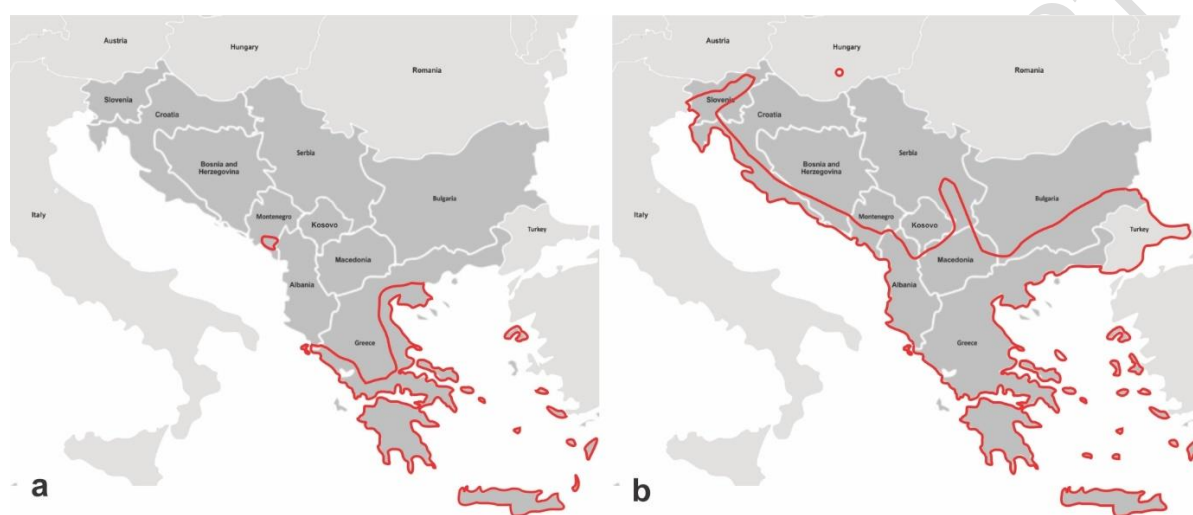 Austria
Hungary
Romania
Slovenia
Croatia
Bosnia and
Herzegovina
Serbia
Italy
Montenegro
Kosovo
Bulgaria
Turkey
Macedonia
Albania
Greece
a
Austria
Hungary
Romania
Slovenia
Croatia
Bosnia and
Herzegovina
Serbia
Italy
Montenegro
Kosovo
Bulgaria
Turkey
Macedonia
Albania
Greece
b